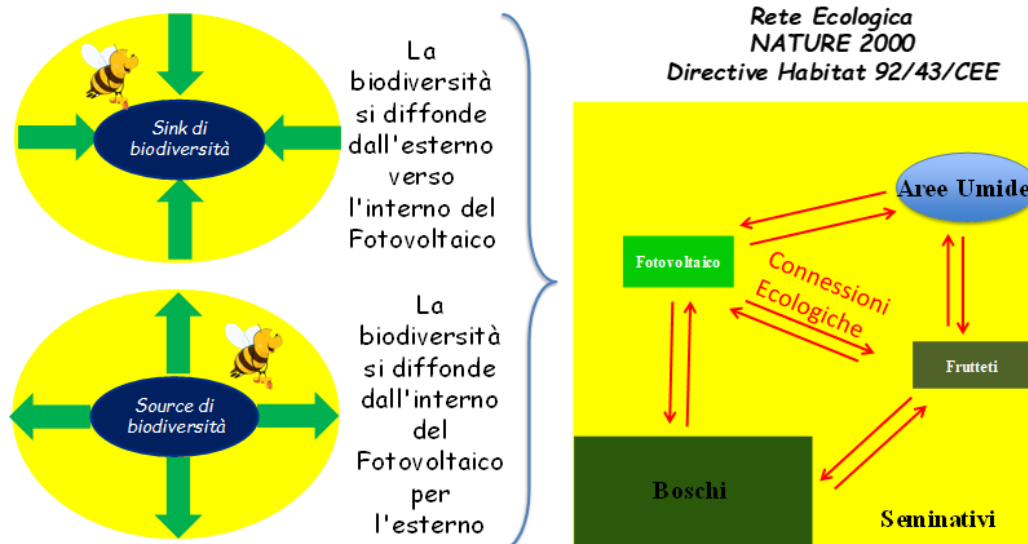 Sink di
biodiversità
La
biodiversità
si diffonde
dall'esterno
verso
l'interno del
Fotovoltaico
Source di
biodiversità
La
biodiversità
si diffonde
dall'interno
del
Fotovoltaico
per
l'esterno
Rete Ecologica
NATURE 2000
Directive Habitat 92/43/CEE
Aree Umide
Fotovoltaico
Connessioni
Ecologiche
Frutteti
Boschi
Seminativi